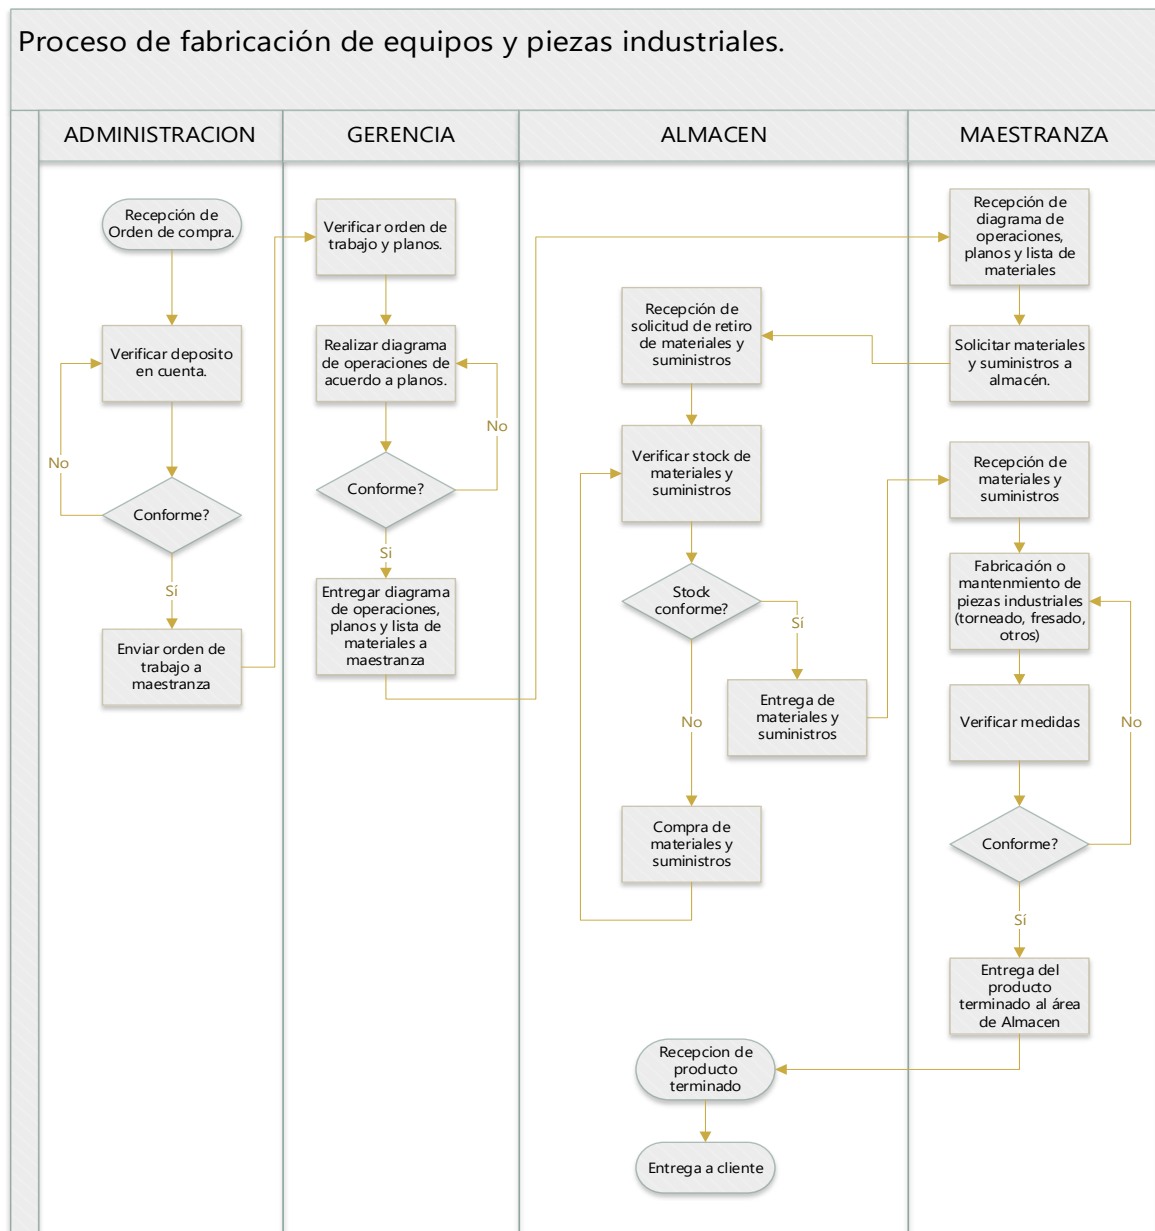 Proceso de fabricación de equipos y piezas industriales.
ADMINISTRACION
GERENCIA
ALMACEN
MAESTRANZA
Recepción de
Orden de compra.
Verificar deposito
en cuenta.
No
Conforme?
Sí
Enviar orden de
trabajo a
maestranza
Verificar orden de
trabajo y planos.
Realizar diagrama
de operaciones de
acuerdo a planos.
No
Conforme?
Si
Entregar diagrama
de operaciones,
planos y lista de
materiales a
maestranza
Recepción de
solicitud de retiro
de materiales y
suministros
Verificar stock de
materiales y
suministros
Stock
conforme?
Sí
Entrega de
materiales y
suministros
No
Compra de
materiales y
suministros
Recepcion de
producto
terminado
Entrega a cliente
Recepción de
diagrama de
operaciones,
planos y lista de
materiales
Solicitar materiales
y suministros a
almacén.
Recepción de
materiales y
suministros
Fabricación o
mantenmiento de
piezas industriales
(torneado, fresado,
otros)
Verificar medidas
No
Conforme?
Sí
Entrega del
producto
terminado al área
de Almacen